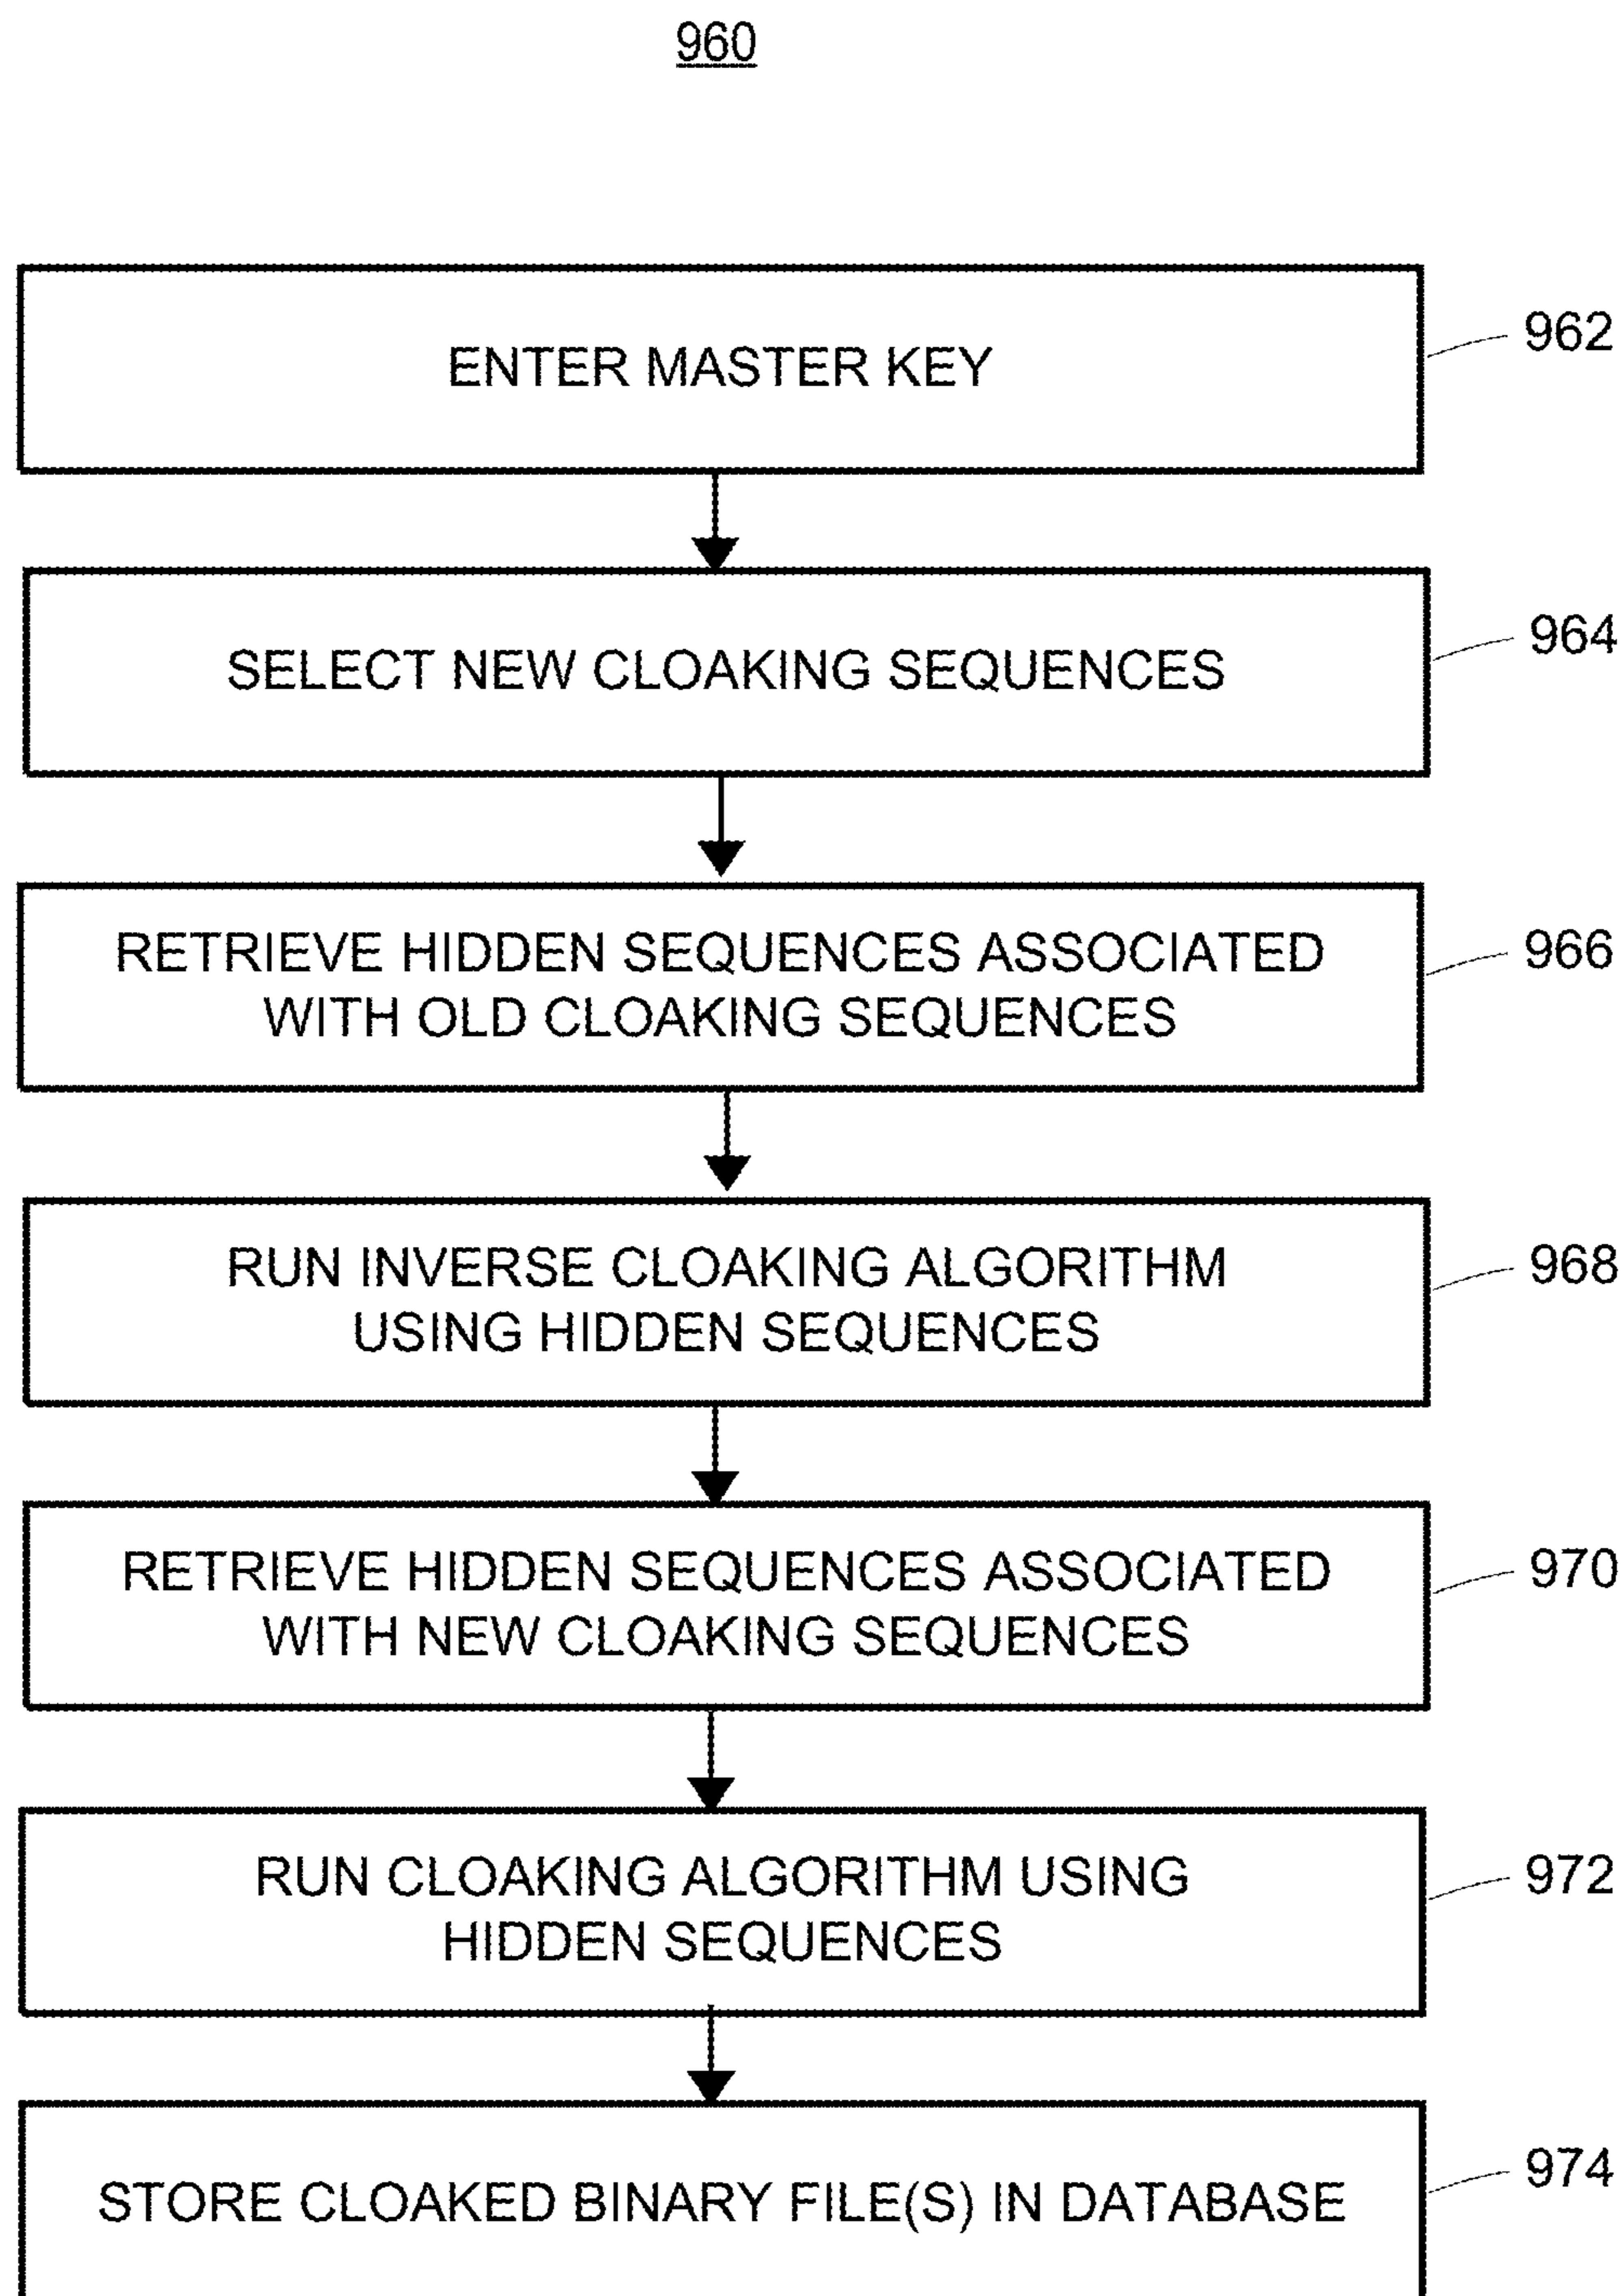 960
ENTER MASTER KEY
962
SELECT NEW CLOAKING SEQUENCES
964
RETRIEVE HIDDEN SEQUENCES ASSOCIATED
WITH OLD CLOAKING SEQUENCES
966
RUN INVERSE CLOAKING ALGORITHM
USING HIDDEN SEQUENCES
968
RETRIEVE HIDDEN SEQUENCES ASSOCIATED
WITH NEW CLOAKING SEQUENCES
970
RUN CLOAKING ALGORITHM USING
HIDDEN SEQUENCES
972
STORE CLOAKED BINARY FILE(S) IN DATABASE
974